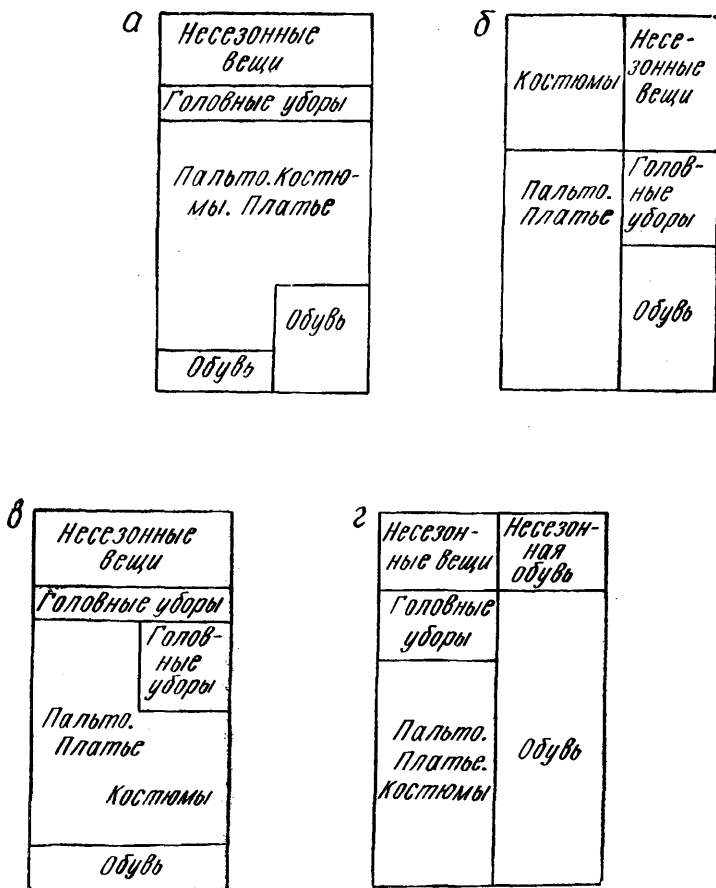 а
Несезонные
вещи
Головные уборы
Пальто. Костю-
мы. Платье
Обувь
Обувь
б
Костюмы
Несе-
зонные
вещи
Пальто.
Платье
Голов-
ные
уборы
Обувь
в
Несезонные
вещи
Головные уборы
Голов-
ные
уборы
Пальто.
Платье
Костюмы
Обувь
г
Несезон-
ные вещи
Несезон-
ная
обувь
Головные
уборы
Пальто.
Платье.
Костюмы
Обувь